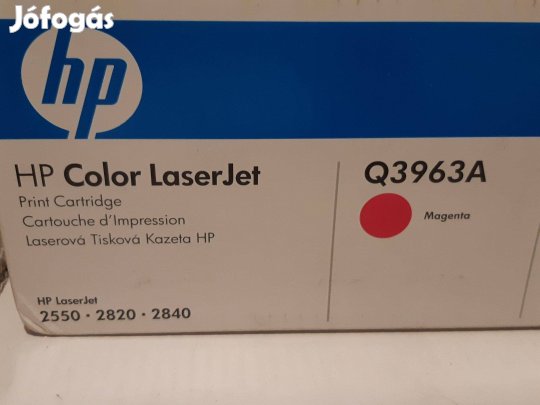 Jófogás
hp
HP Color LaserJet
Print Cartridge
Cartouche d'Impression
Laserová Tisková Kazeta HP
HP LaserJet
2550 · 2820 · 2840
Q3963A
Magenta